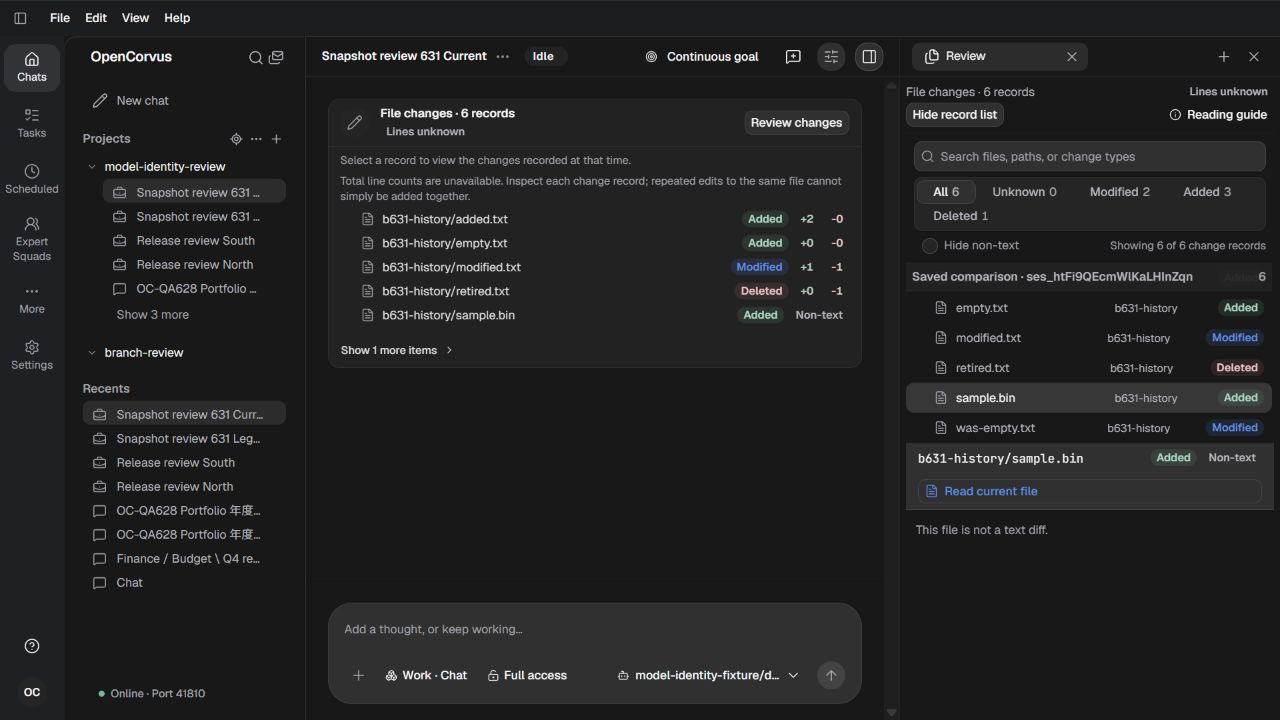 File Edit View Help
Chats
Tasks
Scheduled
Expert
Squads
More
Settings
OC
OpenCorvus
New chat
Projects
model-identity-review
Snapshot review 631 ...
Snapshot review 631 ...
Release review South
Release review North
OC-QA628 Portfolio ...
Show 3 more
branch-review
Recents
Snapshot review 631 Curr...
Snapshot review 631 Leg...
Release review South
Release review North
OC-QA628 Portfolio 年度...
OC-QA628 Portfolio 年度...
Finance / Budget \ Q4 re...
Chat
Online · Port 41810
Snapshot review 631 Current ··· Idle Continuous goal
File changes · 6 records
Lines unknown
Review changes
Select a record to view the changes recorded at that time.
Total line counts are unavailable. Inspect each change record; repeated edits to the same file cannot
simply be added together.
b631-history/added.txt Added +2 -0
b631-history/empty.txt Added +0 -0
b631-history/modified.txt Modified +1 -1
b631-history/retired.txt Deleted +0 -1
b631-history/sample.bin Added Non-text
Show 1 more items
Add a thought, or keep working...
Work · Chat Full access model-identity-fixture/d...
Review
File changes · 6 records Lines unknown
Hide record list Reading guide
Search files, paths, or change types
All 6 Unknown 0 Modified 2 Added 3
Deleted 1
Hide non-text Showing 6 of 6 change records
Saved comparison · ses_htFi9QEcmWlKaLHInZqn 6
empty.txt b631-history Added
modified.txt b631-history Modified
retired.txt b631-history Deleted
sample.bin b631-history Added
was-empty.txt b631-history Modified
b631-history/sample.bin Added Non-text
Read current file
This file is not a text diff.